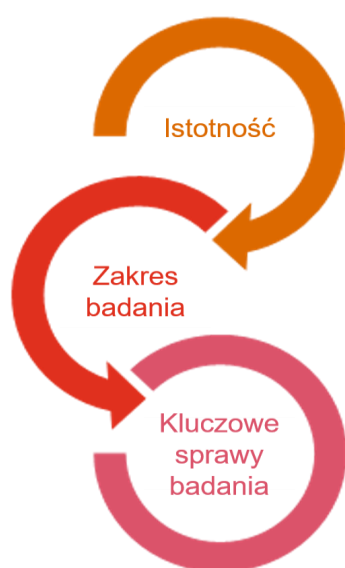 Istotność
Zakres
badania
Kluczowe
sprawy
badania